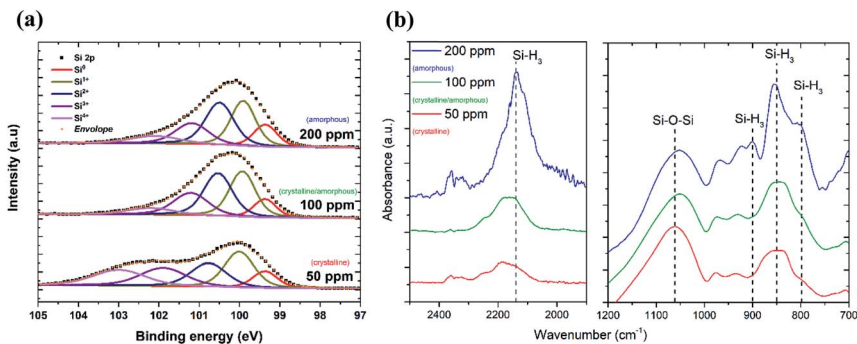 (a)
Si 2p
Si⁰
Si¹⁺
Si²⁺
Si³⁺
Si⁴⁺
Envolope
(amorphous)
200 ppm
(crystalline/amorphous)
100 ppm
(crystalline)
50 ppm
Intensity (a.u)
105 104 103 102 101 100 99 98 97
Binding energy (eV)
(b)
200 ppm
(amorphous)
100 ppm
(crystalline/amorphous)
50 ppm
(crystalline)
Si-H₃
Absorbance (a.u.)
2500 2200 2000
Si-O-Si
Si-H₃
Si-H₃
Si-H₃
1200 1100 1000 900 800 700
Wavenumber (cm⁻¹)